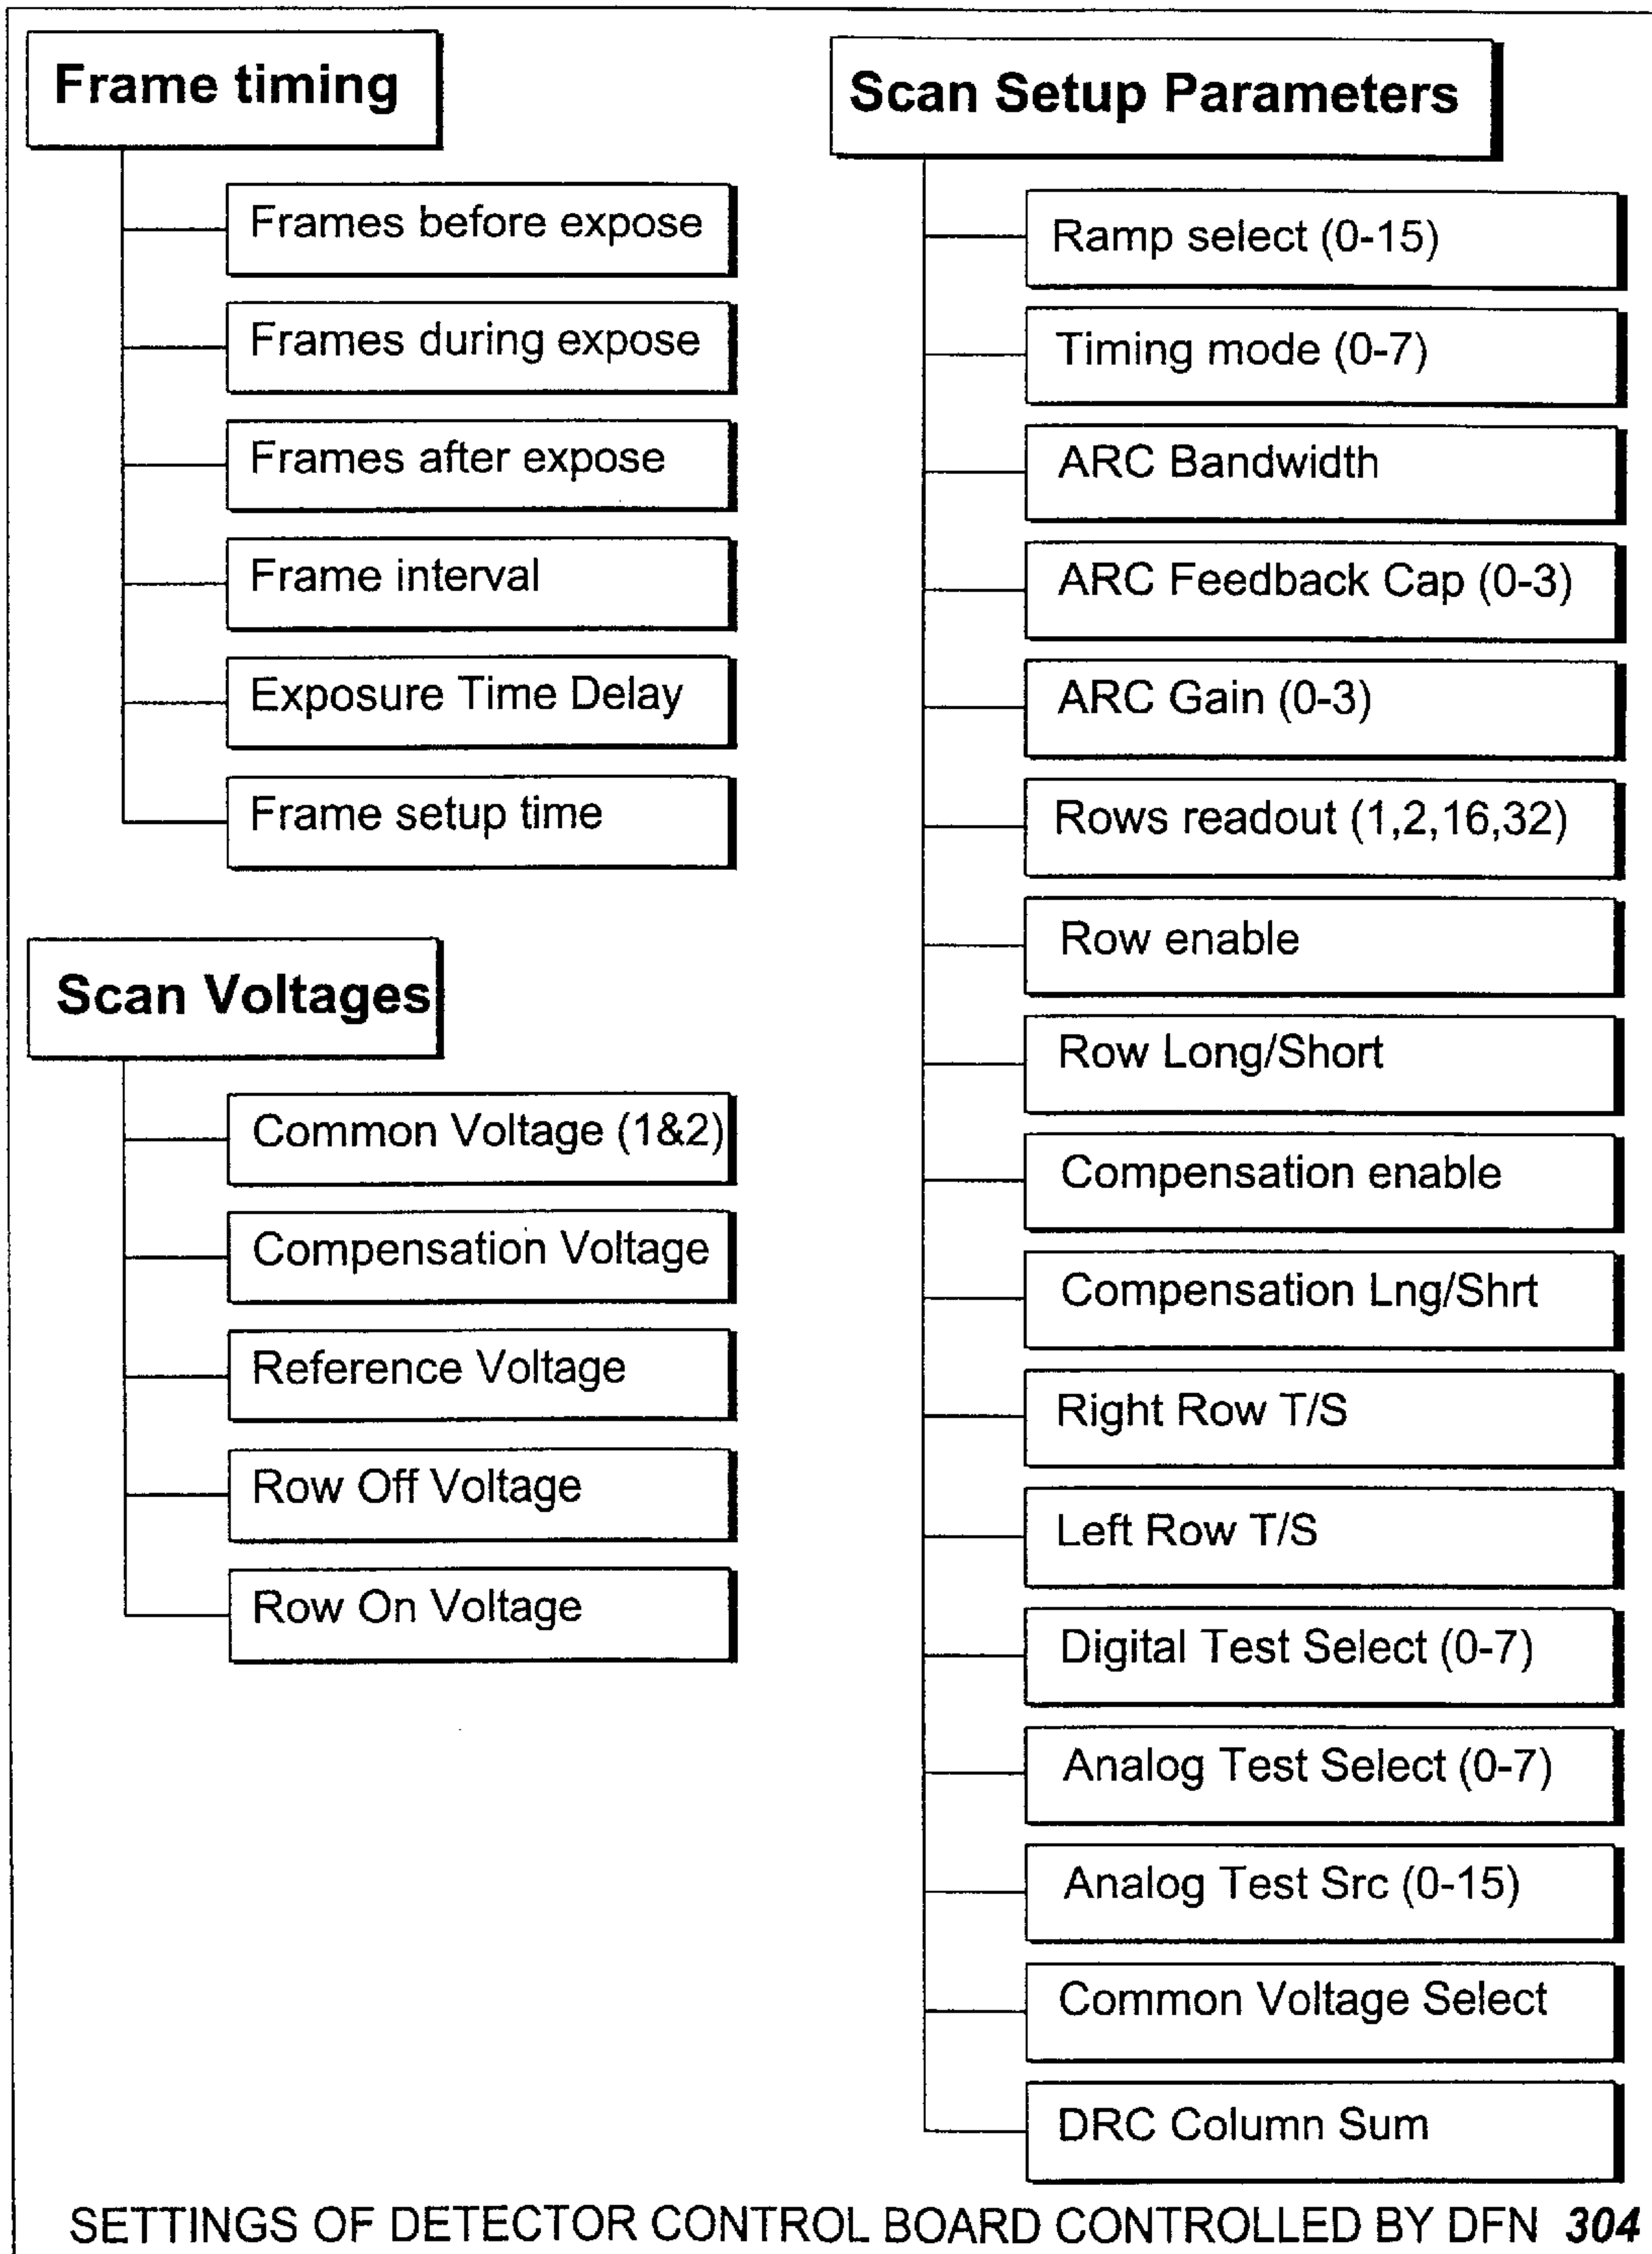 Frame timing
Frames before expose
Frames during expose
Frames after expose
Frame interval
Exposure Time Delay
Frame setup time
Scan Voltages
Common Voltage (1&2)
Compensation Voltage
Reference Voltage
Row Off Voltage
Row On Voltage
Scan Setup Parameters
Ramp select (0-15)
Timing mode (0-7)
ARC Bandwidth
ARC Feedback Cap (0-3)
ARC Gain (0-3)
Rows readout (1,2,16,32)
Row enable
Row Long/Short
Compensation enable
Compensation Lng/Shrt
Right Row T/S
Left Row T/S
Digital Test Select (0-7)
Analog Test Select (0-7)
Analog Test Src (0-15)
Common Voltage Select
DRC Column Sum
SETTINGS OF DETECTOR CONTROL BOARD CONTROLLED BY DFN 304